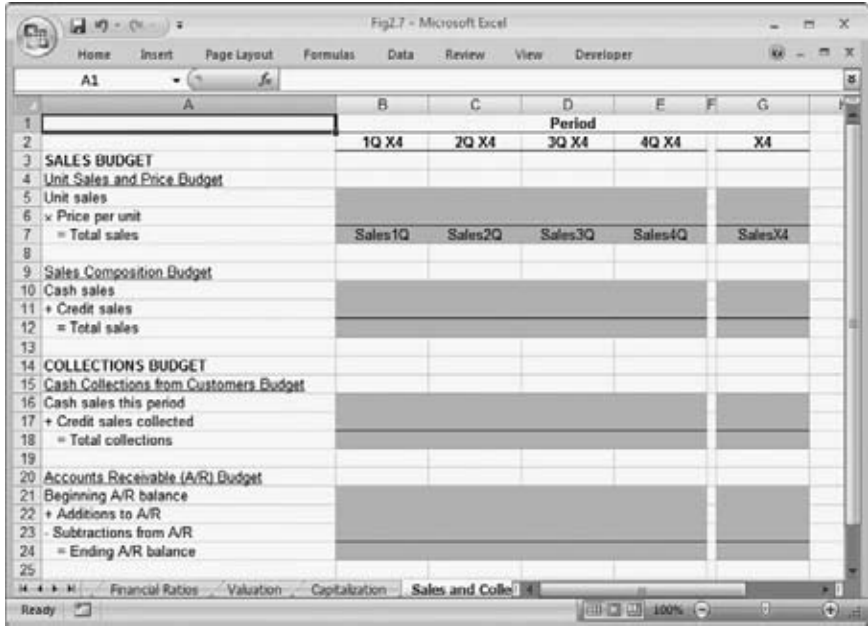 Fig2.7 - Microsoft Excel
Home Insert Page Layout Formulas Data Review View Developer
A1 fx
A B C D E F G H
1 Period
2 1Q X4 2Q X4 3Q X4 4Q X4 X4
3 SALES BUDGET
4 Unit Sales and Price Budget
5 Unit sales
6 × Price per unit
7 = Total sales Sales1Q Sales2Q Sales3Q Sales4Q SalesX4
8
9 Sales Composition Budget
10 Cash sales
11 + Credit sales
12 = Total sales
13
14 COLLECTIONS BUDGET
15 Cash Collections from Customers Budget
16 Cash sales this period
17 + Credit sales collected
18 = Total collections
19
20 Accounts Receivable (A/R) Budget
21 Beginning A/R balance
22 + Additions to A/R
23 - Subtractions from A/R
24 = Ending A/R balance
25
Financial Ratios Valuation Capitalization Sales and Colle
Ready 100%